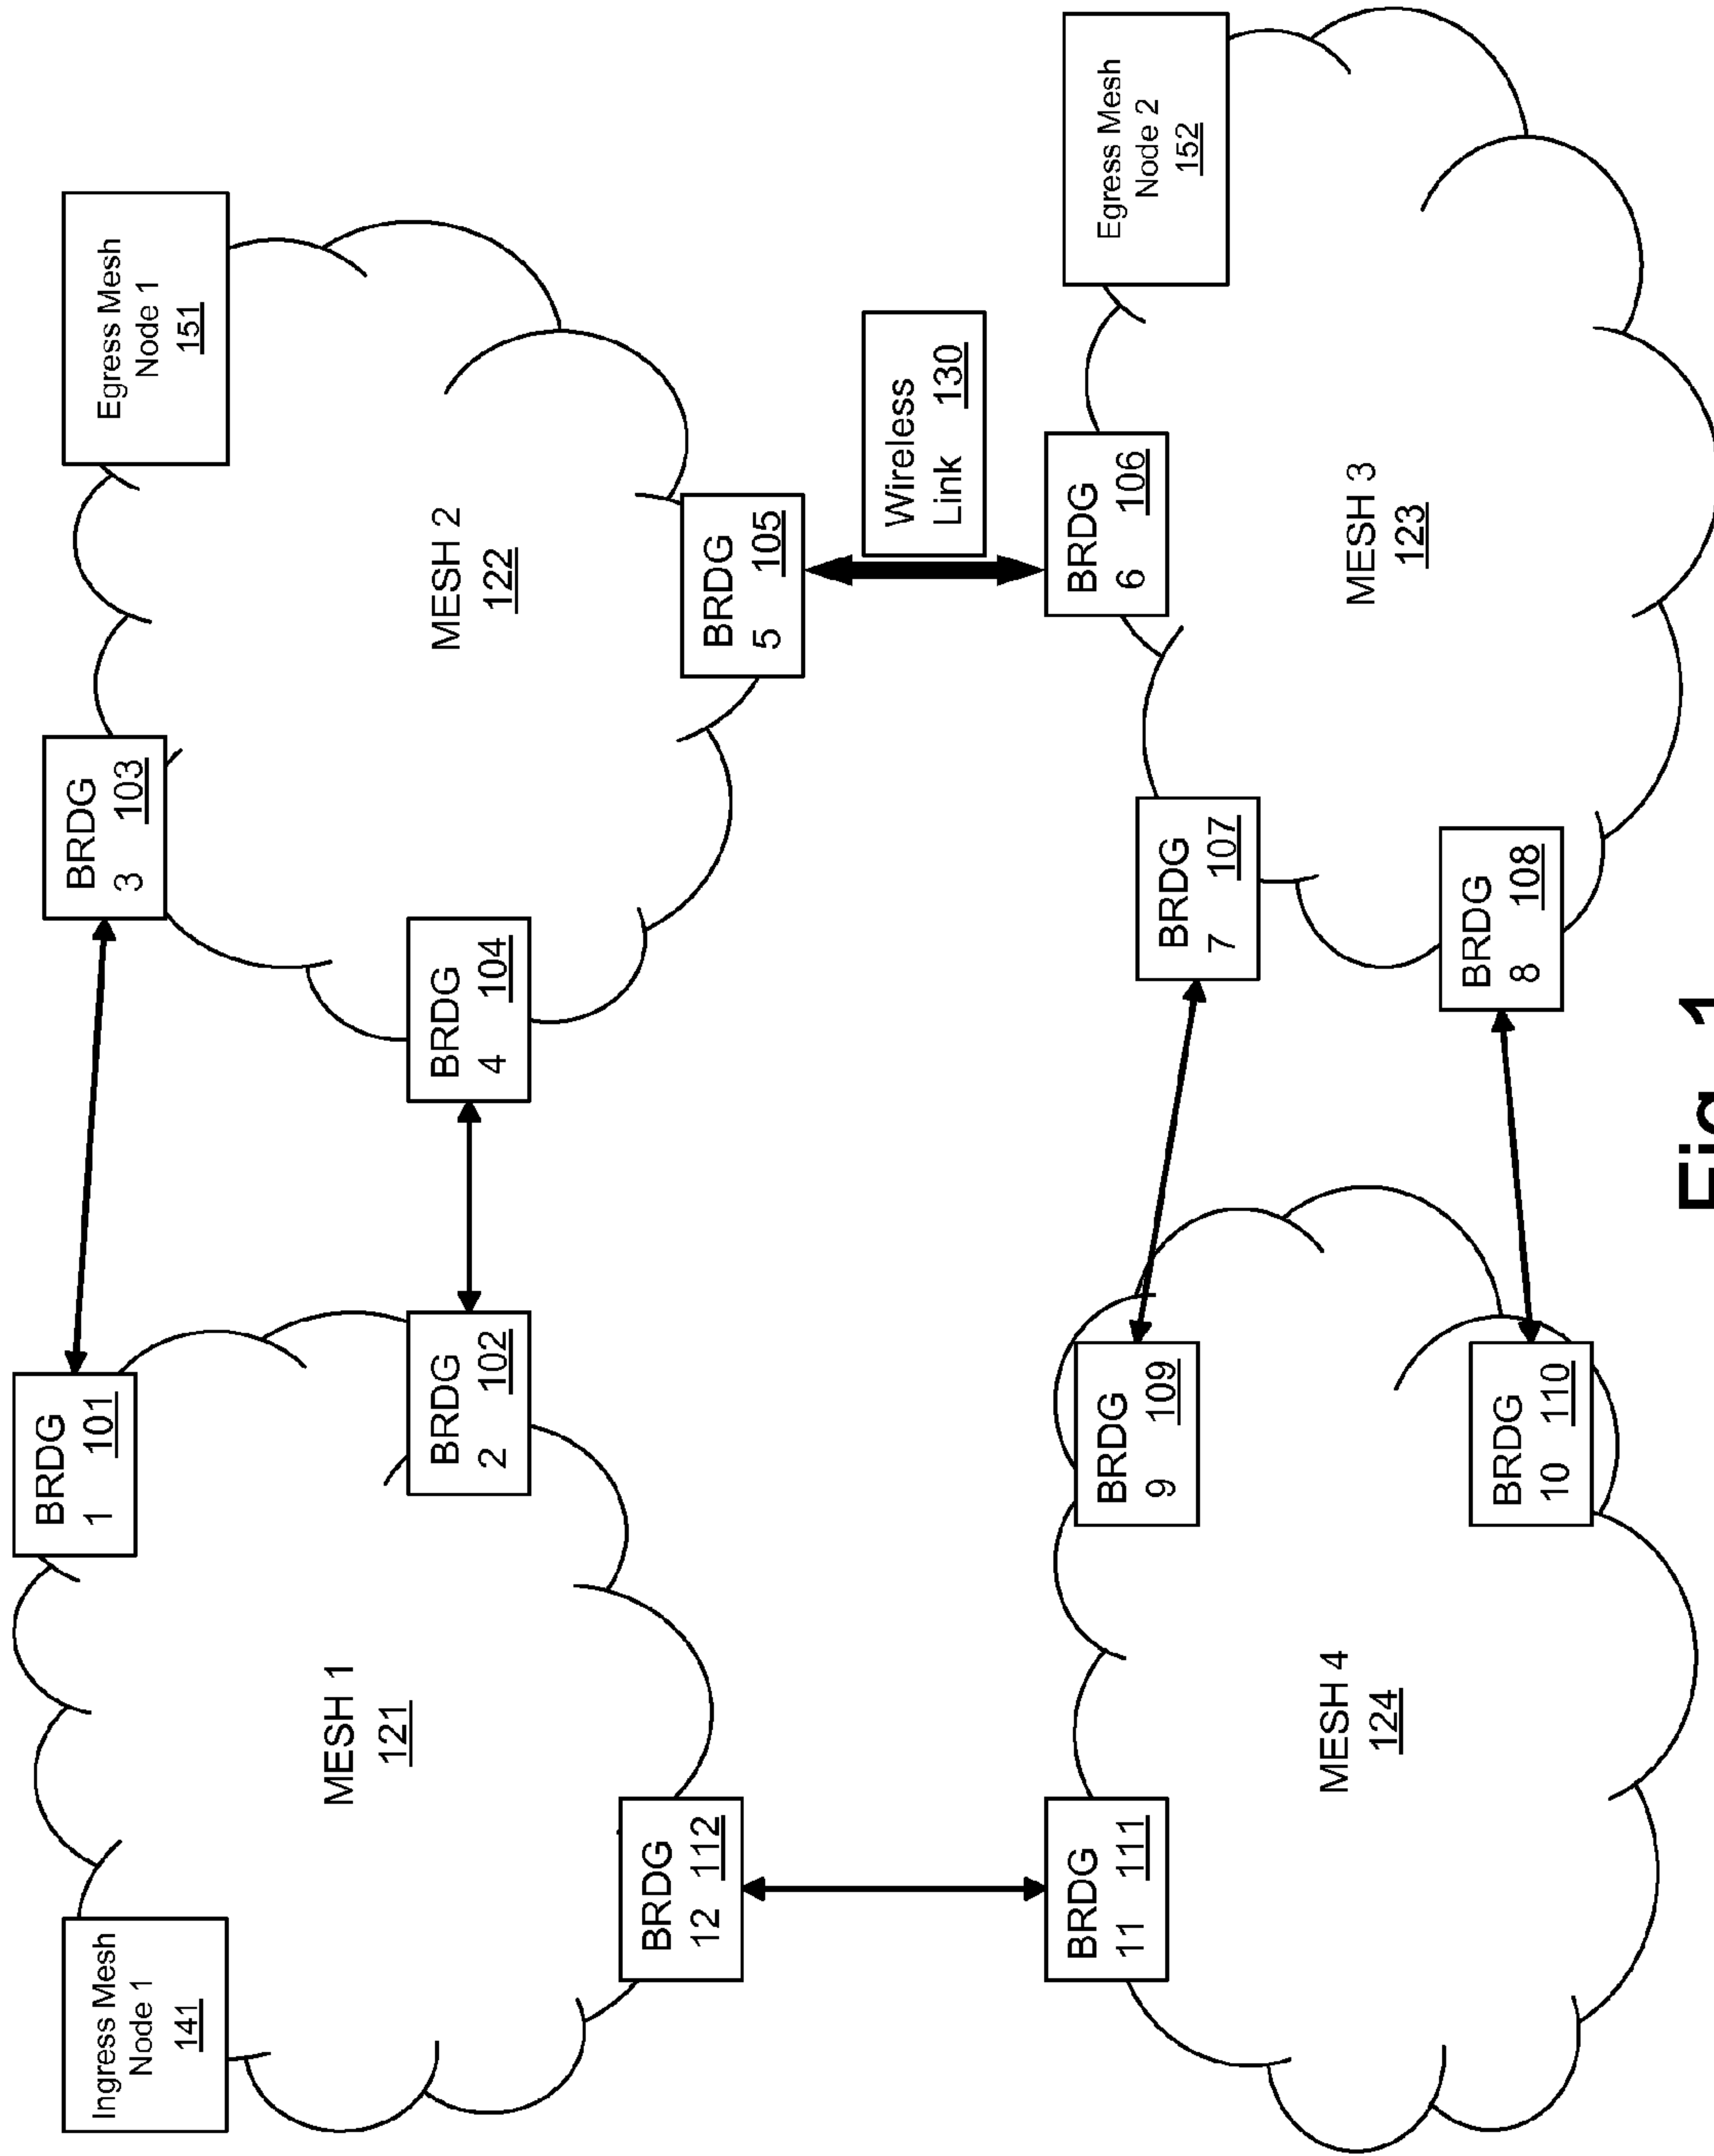 Ingress Mesh
Node 1
141
BRDG
1 101
BRDG
3 103
Egress Mesh
Node 1
151
MESH 1
121
BRDG
2 102
BRDG
4 104
MESH 2
122
BRDG
12 112
BRDG
5 105
Wireless
Link 130
BRDG
11 111
BRDG
9 109
BRDG
7 107
BRDG
6 106
Egress Mesh
Node 2
152
MESH 4
124
MESH 3
123
BRDG
10 110
BRDG
8 108
Fig. 1